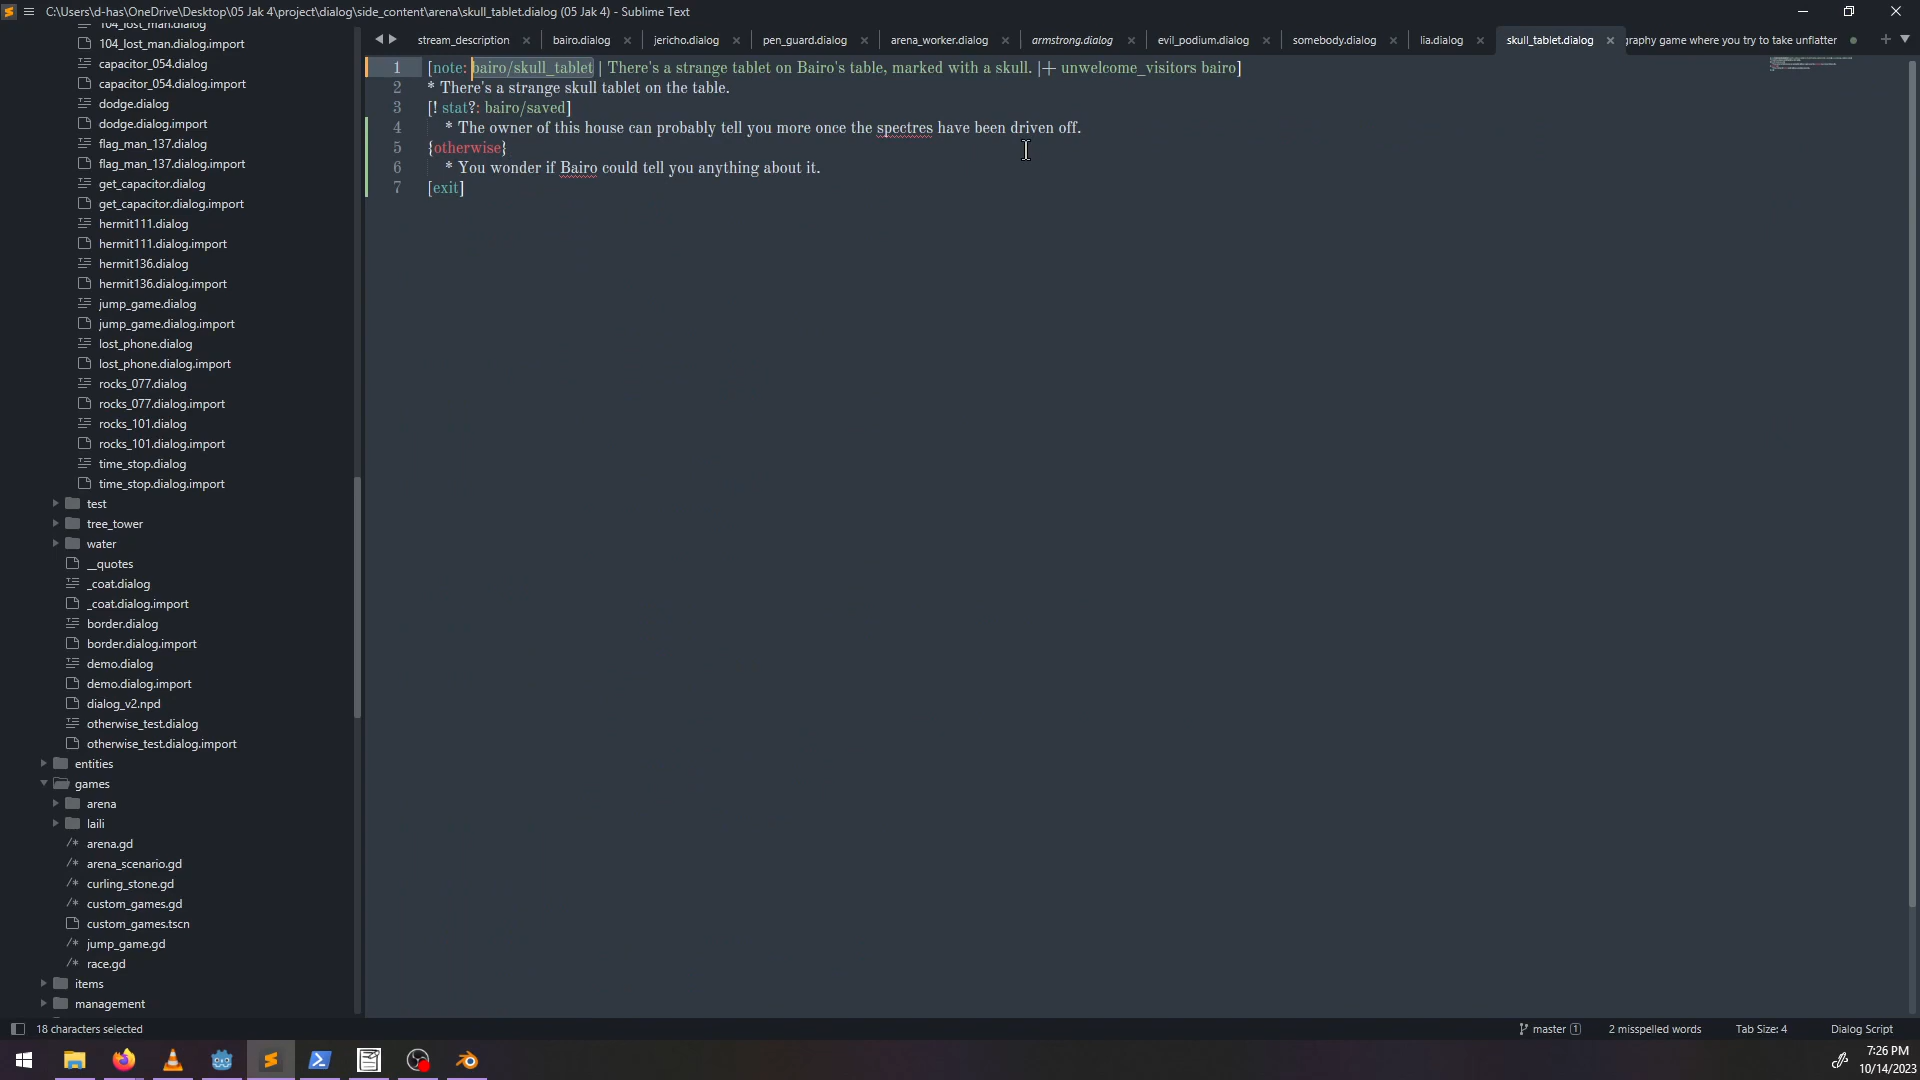 C:\Users\d-has\OneDrive\Desktop\05 Jak 4\project\dialog\side_content\arena\skull_tablet.dialog (05 Jak 4) - Sublime Text
104_lost_man.dialog
104_lost_man.dialog.import
capacitor_054.dialog
capacitor_054.dialog.import
dodge.dialog
dodge.dialog.import
flag_man_137.dialog
flag_man_137.dialog.import
get_capacitor.dialog
get_capacitor.dialog.import
hermit111.dialog
hermit111.dialog.import
hermit136.dialog
hermit136.dialog.import
jump_game.dialog
jump_game.dialog.import
lost_phone.dialog
lost_phone.dialog.import
rocks_077.dialog
rocks_077.dialog.import
rocks_101.dialog
rocks_101.dialog.import
time_stop.dialog
time_stop.dialog.import
test
tree_tower
water
__quotes
_coat.dialog
_coat.dialog.import
border.dialog
border.dialog.import
demo.dialog
demo.dialog.import
dialog_v2.npd
otherwise_test.dialog
otherwise_test.dialog.import
entities
games
arena
laili
arena.gd
arena_scenario.gd
curling_stone.gd
custom_games.gd
custom_games.tscn
jump_game.gd
race.gd
items
management
stream_description bairo.dialog jericho.dialog pen_guard.dialog arena_worker.dialog armstrong.dialog evil_podium.dialog somebody.dialog lia.dialog skull_tablet.dialog graphy game where you try to take unflatter
1 [note: bairo/skull_tablet | There's a strange tablet on Bairo's table, marked with a skull. |+ unwelcome_visitors bairo]
2 * There's a strange skull tablet on the table.
3 [! stat?: bairo/saved]
4 * The owner of this house can probably tell you more once the spectres have been driven off.
5 {otherwise}
6 * You wonder if Bairo could tell you anything about it.
7 [exit]
18 characters selected
master 1 2 misspelled words Tab Size: 4 Dialog Script
7:26 PM
10/14/2023